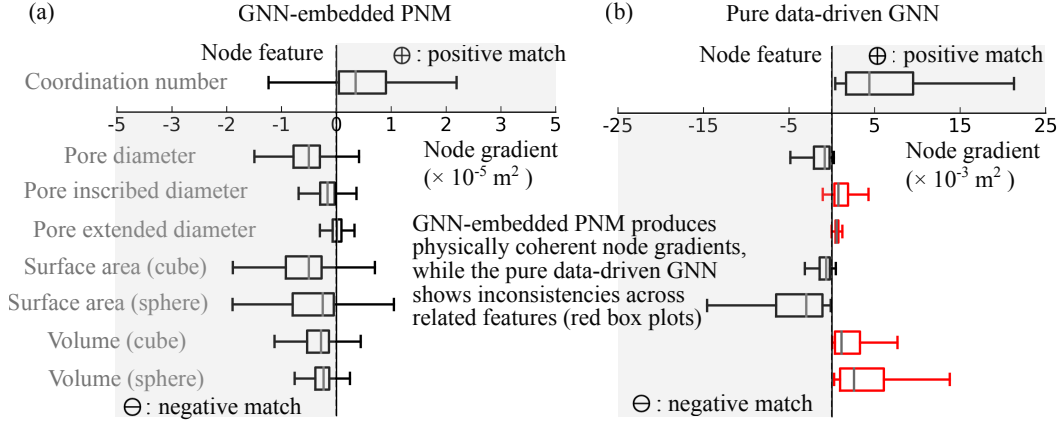 (a)
GNN-embedded PNM
Node feature
⊕ : positive match
Coordination number
-5 -4 -3 -2 -1 0 1 2 3 4 5
Pore diameter
Node gradient
(× 10⁻⁵ m² )
Pore inscribed diameter
Pore extended diameter
Surface area (cube)
Surface area (sphere)
Volume (cube)
Volume (sphere)
⊖ : negative match
GNN-embedded PNM produces
physically coherent node gradients,
while the pure data-driven GNN
shows inconsistencies across
related features (red box plots)
(b)
Pure data-driven GNN
Node feature
⊕ : positive match
-25 -15 -5 5 15 25
Node gradient
(× 10⁻³ m² )
⊖ : negative match